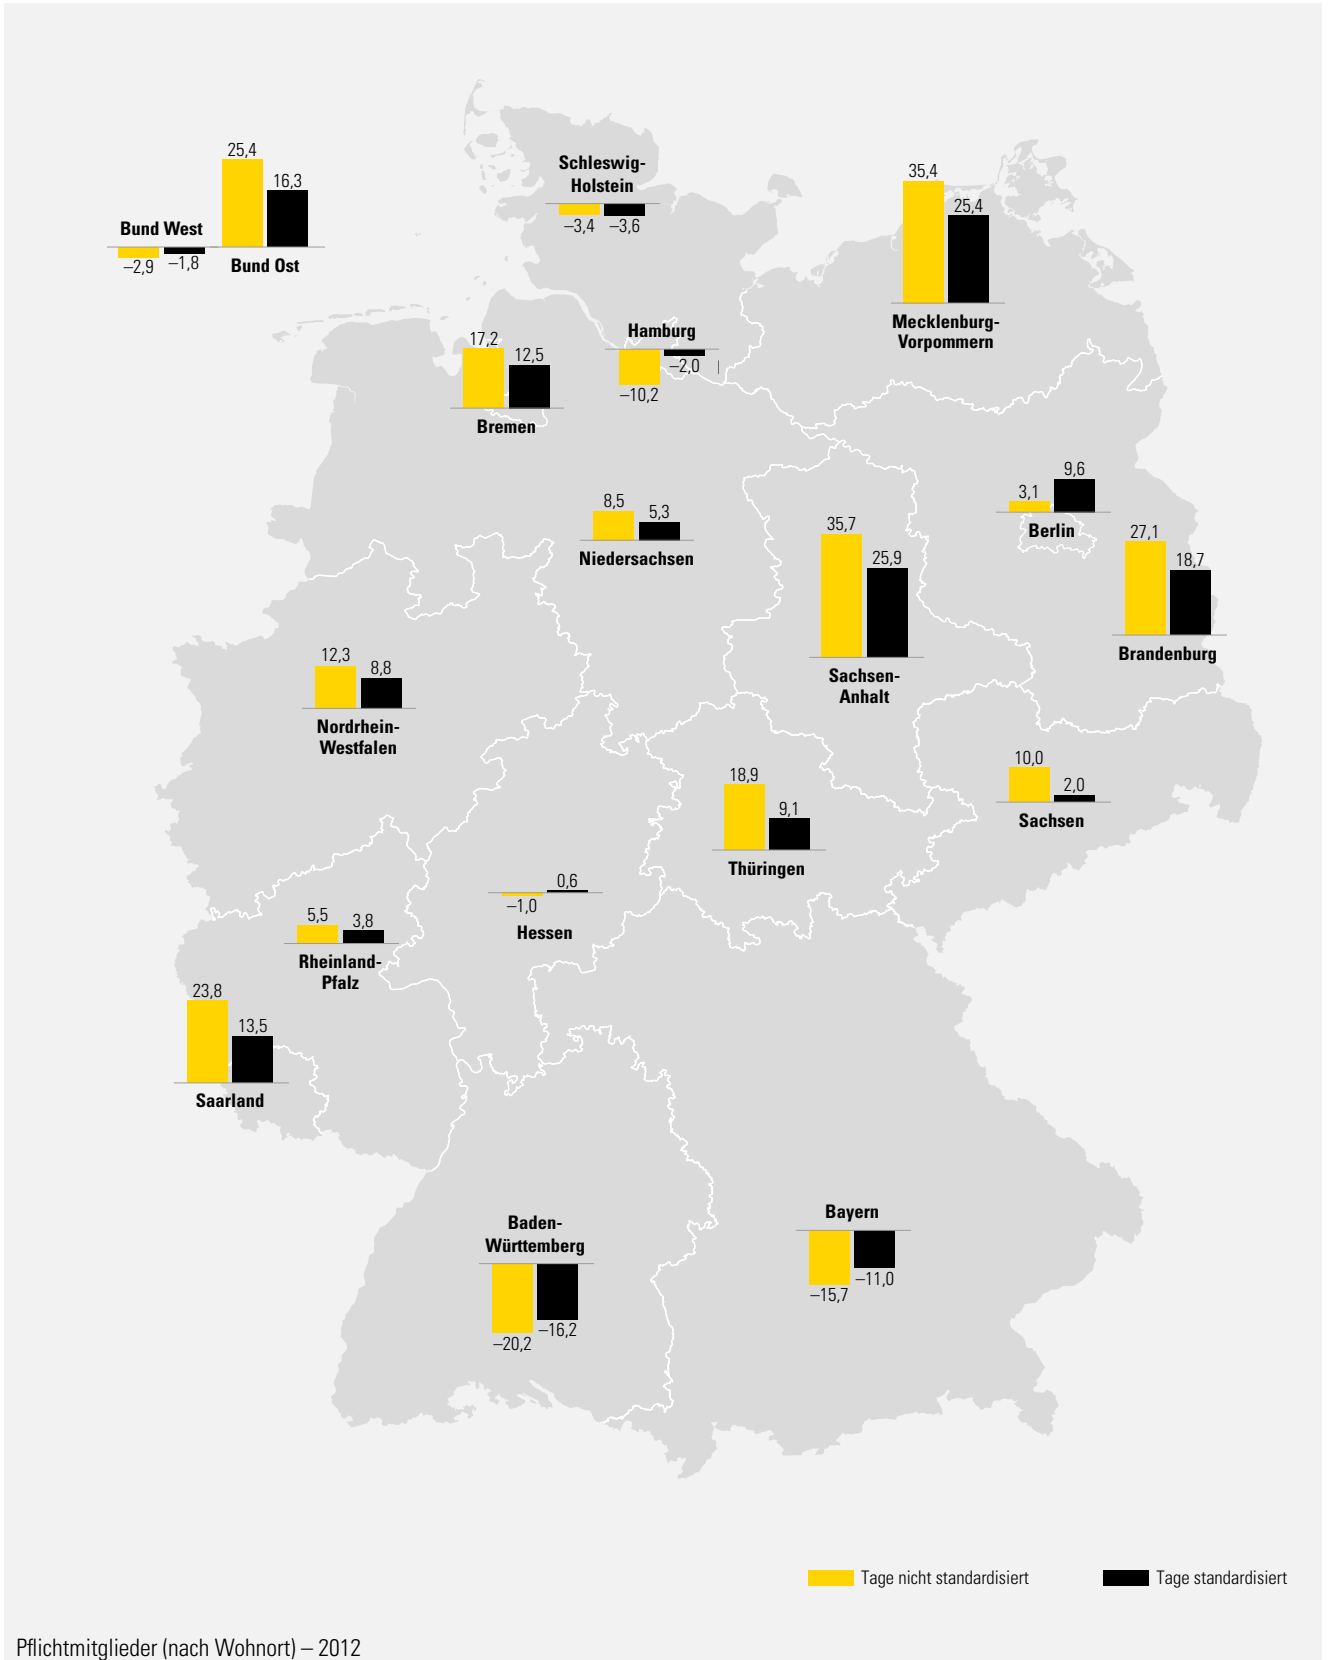 25,4
16,3
Bund West
–2,9
–1,8
Bund Ost
Schleswig-
Holstein
–3,4
–3,6
35,4
25,4
Mecklenburg-
Vorpommern
Hamburg
–2,0
–10,2
17,2
12,5
Bremen
8,5
5,3
Niedersachsen
9,6
3,1
Berlin
35,7
25,9
Sachsen-
Anhalt
27,1
18,7
Brandenburg
12,3
8,8
Nordrhein-
Westfalen
18,9
9,1
Thüringen
10,0
2,0
Sachsen
0,6
–1,0
Hessen
5,5
3,8
Rheinland-
Pfalz
23,8
13,5
Saarland
Baden-
Württemberg
–16,2
–20,2
Bayern
–11,0
–15,7
Tage nicht standardisiert
Tage standardisiert
Pflichtmitglieder (nach Wohnort) – 2012